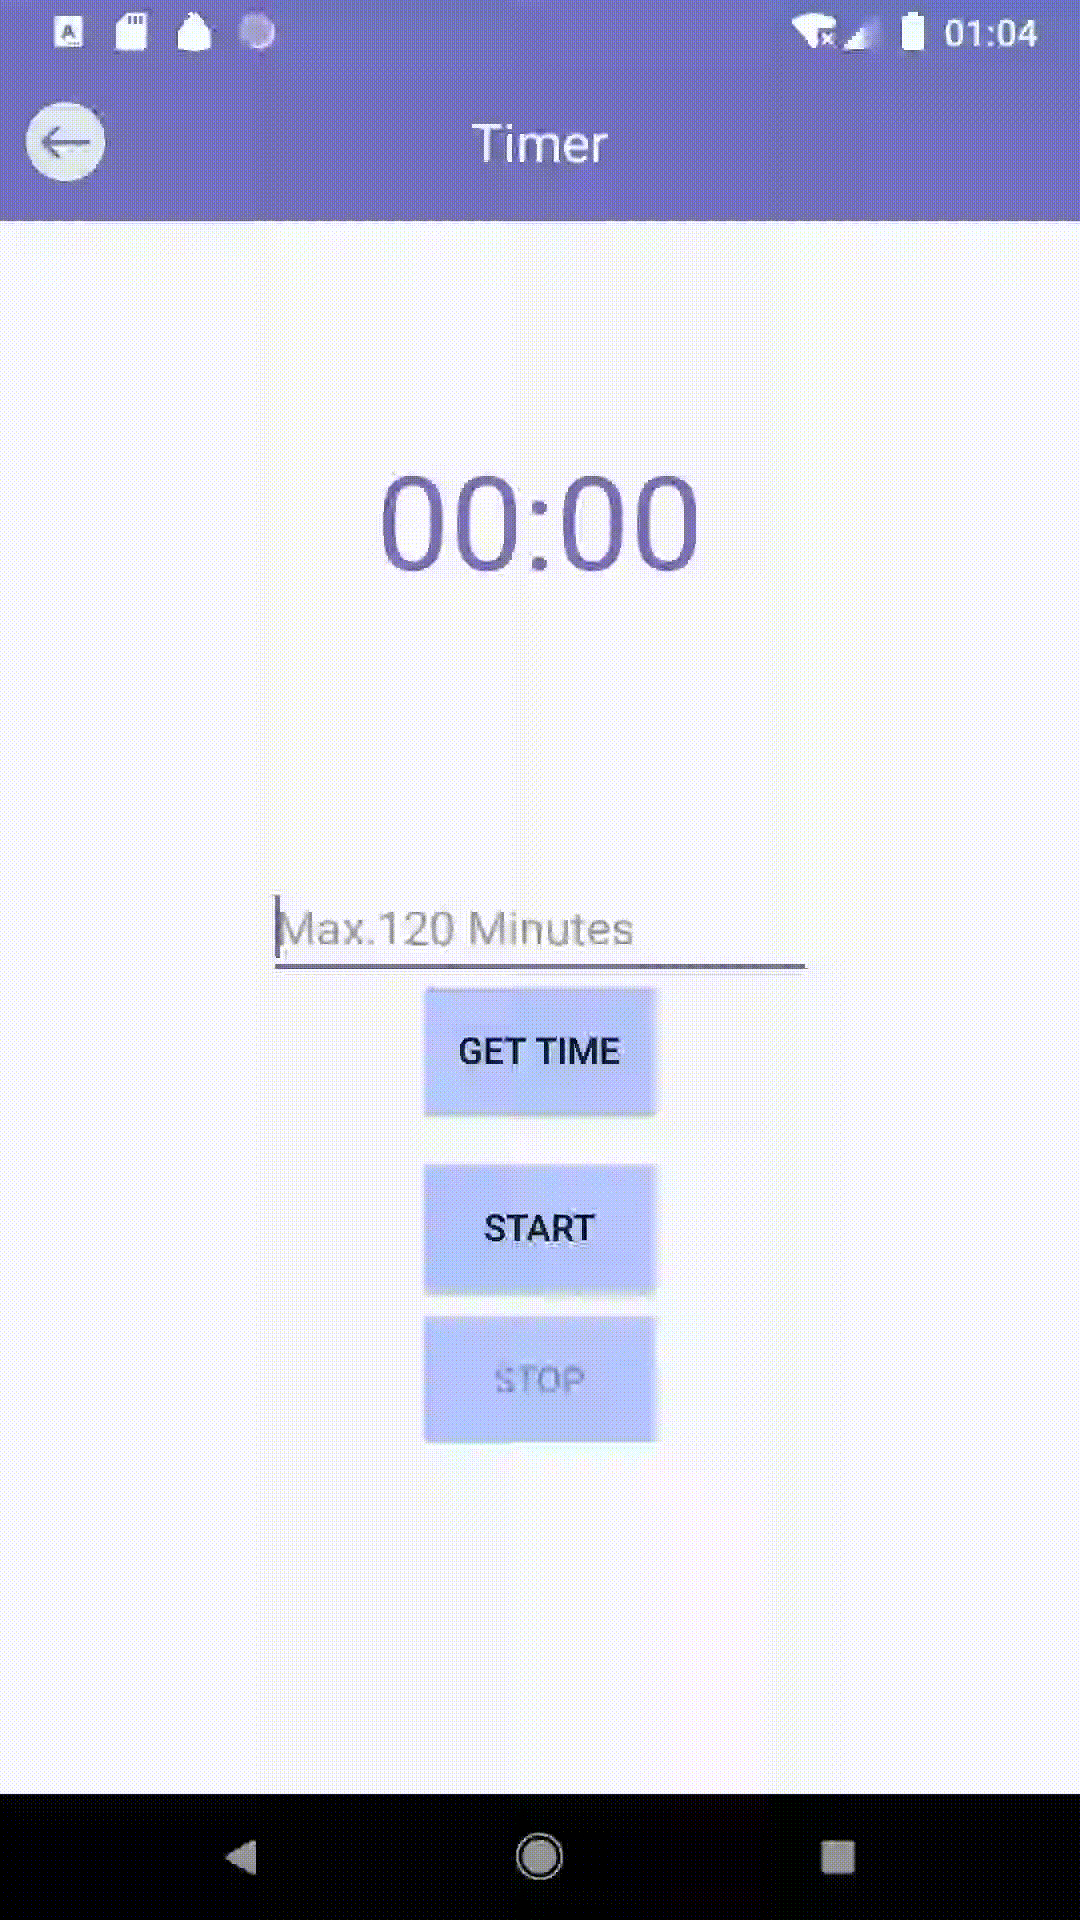 A 01:04
Timer
00:00
Max.120 Minutes
GET TIME
START
STOP